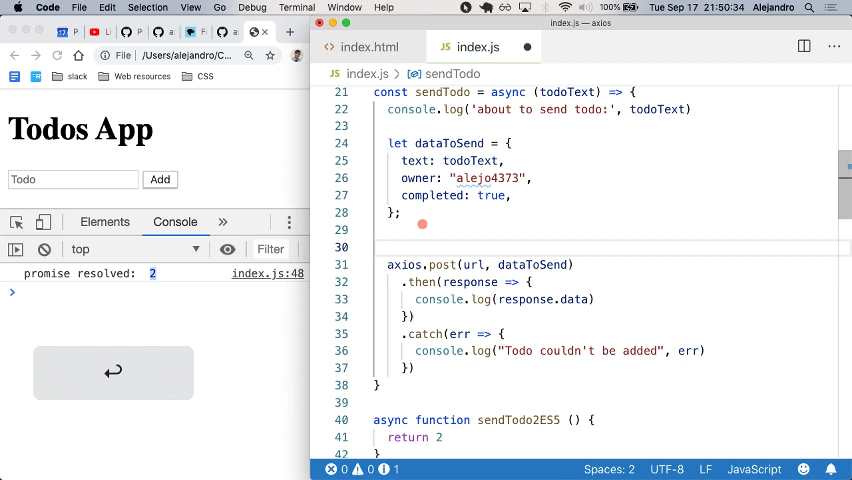 Code File Edit Selection View Go Debug Terminal Window Help 100% Tue Sep 17 21:50:34 Alejandro
index.js — axios
index.html index.js
File /Users/alejandro/C...
slack Web resources CSS
JS index.js > sendTodo
Todos App
Todo Add
Elements Console »
top Filter
promise resolved: 2 index.js:48
21 const sendTodo = async (todoText) => {
22 console.log('about to send todo:', todoText)
23
24 let dataToSend = {
25 text: todoText,
26 owner: "alejo4373",
27 completed: true,
28 };
29
30
31 axios.post(url, dataToSend)
32 .then(response => {
33 console.log(response.data)
34 })
35 .catch(err => {
36 console.log("Todo couldn't be added", err)
37 })
38 }
39
40 async function sendTodo2ES5 () {
41 return 2
42 }
0 0 1 Spaces: 2 UTF-8 LF JavaScript